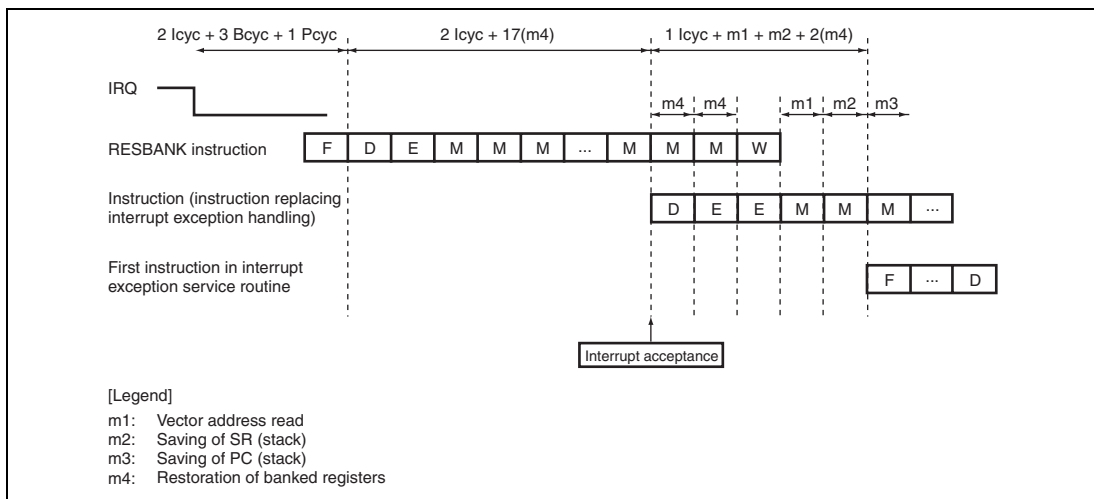 2 Icyc + 3 Bcyc + 1 Pcyc 2 Icyc + 17(m4) 1 Icyc + m1 + m2 + 2(m4)
IRQ
m4 m4 m1 m2 m3
RESBANK instruction F D E M M M ... M M M W
Instruction (instruction replacing
interrupt exception handling) D E E M M M ...
First instruction in interrupt
exception service routine F ... D
Interrupt acceptance
[Legend]
m1: Vector address read
m2: Saving of SR (stack)
m3: Saving of PC (stack)
m4: Restoration of banked registers